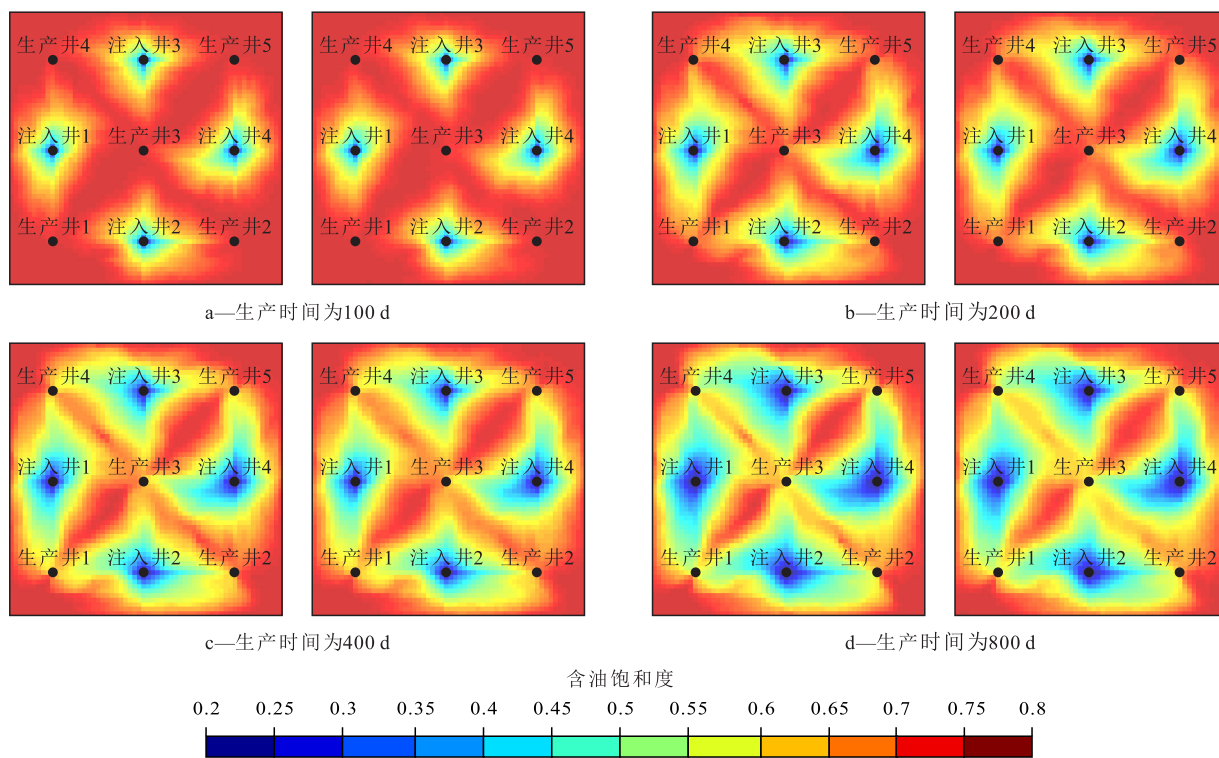 生产井4 注入井3 生产井5 生产井4 注入井3 生产井5 生产井4 注入井3 生产井5 生产井4 注入井3 生产井5
注入井1 生产井3 注入井4 注入井1 生产井3 注入井4 注入井1 生产井3 注入井4 注入井1 生产井3 注入井4
生产井1 注入井2 生产井2 生产井1 注入井2 生产井2 生产井1 注入井2 生产井2 生产井1 注入井2 生产井2
a—生产时间为100 d b—生产时间为200 d
生产井4 注入井3 生产井5 生产井4 注入井3 生产井5 生产井4 注入井3 生产井5 生产井4 注入井3 生产井5
注入井1 生产井3 注入井4 注入井1 生产井3 注入井4 注入井1 生产井3 注入井4 注入井1 生产井3 注入井4
生产井1 注入井2 生产井2 生产井1 注入井2 生产井2 生产井1 注入井2 生产井2 生产井1 注入井2 生产井2
c—生产时间为400 d d—生产时间为800 d
含油饱和度
0.2 0.25 0.3 0.35 0.4 0.45 0.5 0.55 0.6 0.65 0.7 0.75 0.8